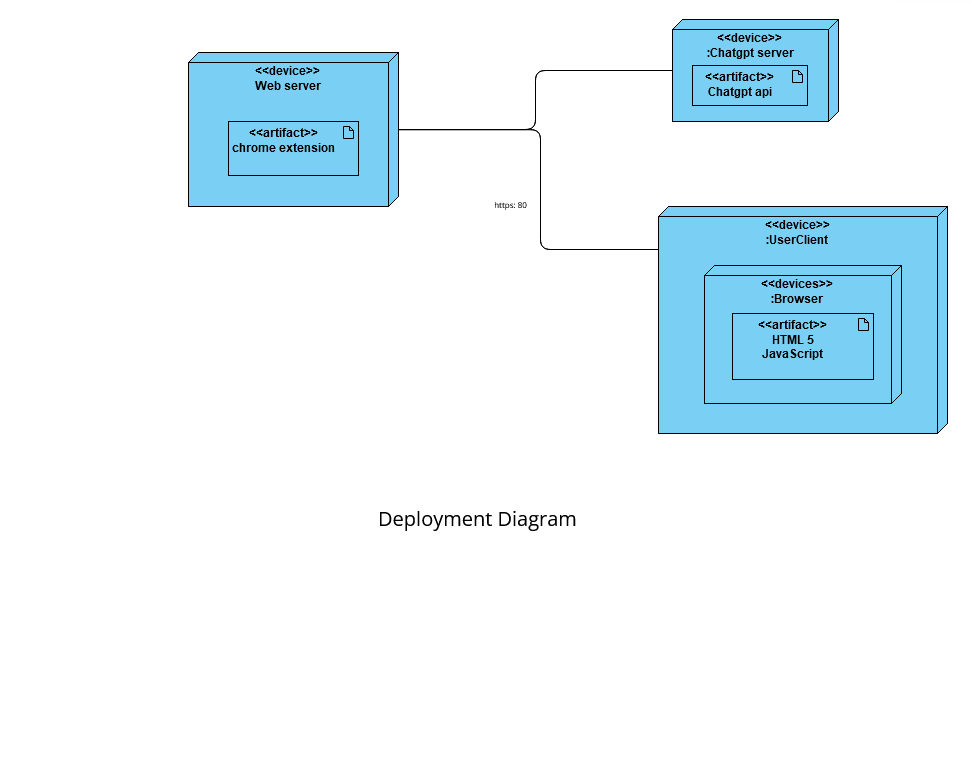 <<device>>
Web server
<<artifact>>
chrome extension
<<device>>
:Chatgpt server
<<artifact>>
Chatgpt api
https: 80
<<device>>
:UserClient
<<devices>>
:Browser
<<artifact>>
HTML 5
JavaScript
Deployment Diagram